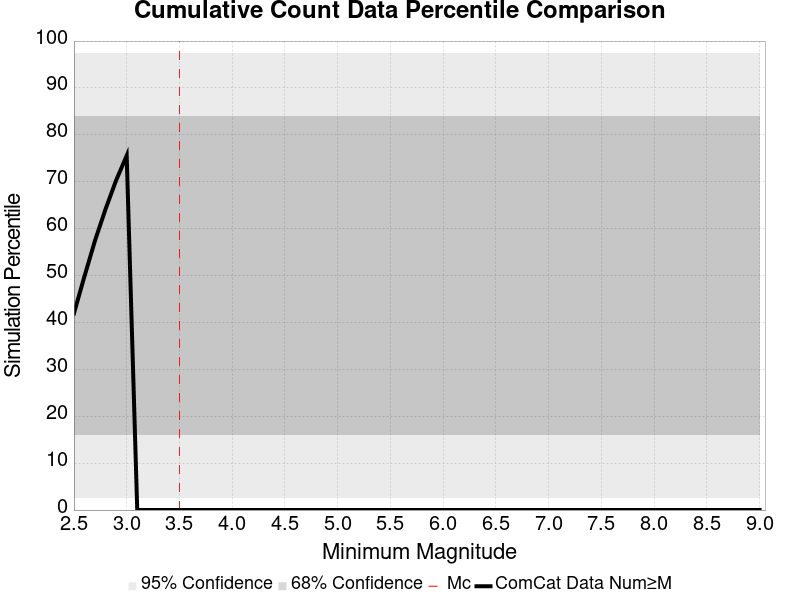 Cumulative Count Data Percentile Comparison
100
90
80
70
60
50
40
30
20
10
0
Simulation Percentile
2.5 3.0 3.5 4.0 4.5 5.0 5.5 6.0 6.5 7.0 7.5 8.0 8.5 9.0
Minimum Magnitude
95% Confidence 68% Confidence Mc ComCat Data Num≥M